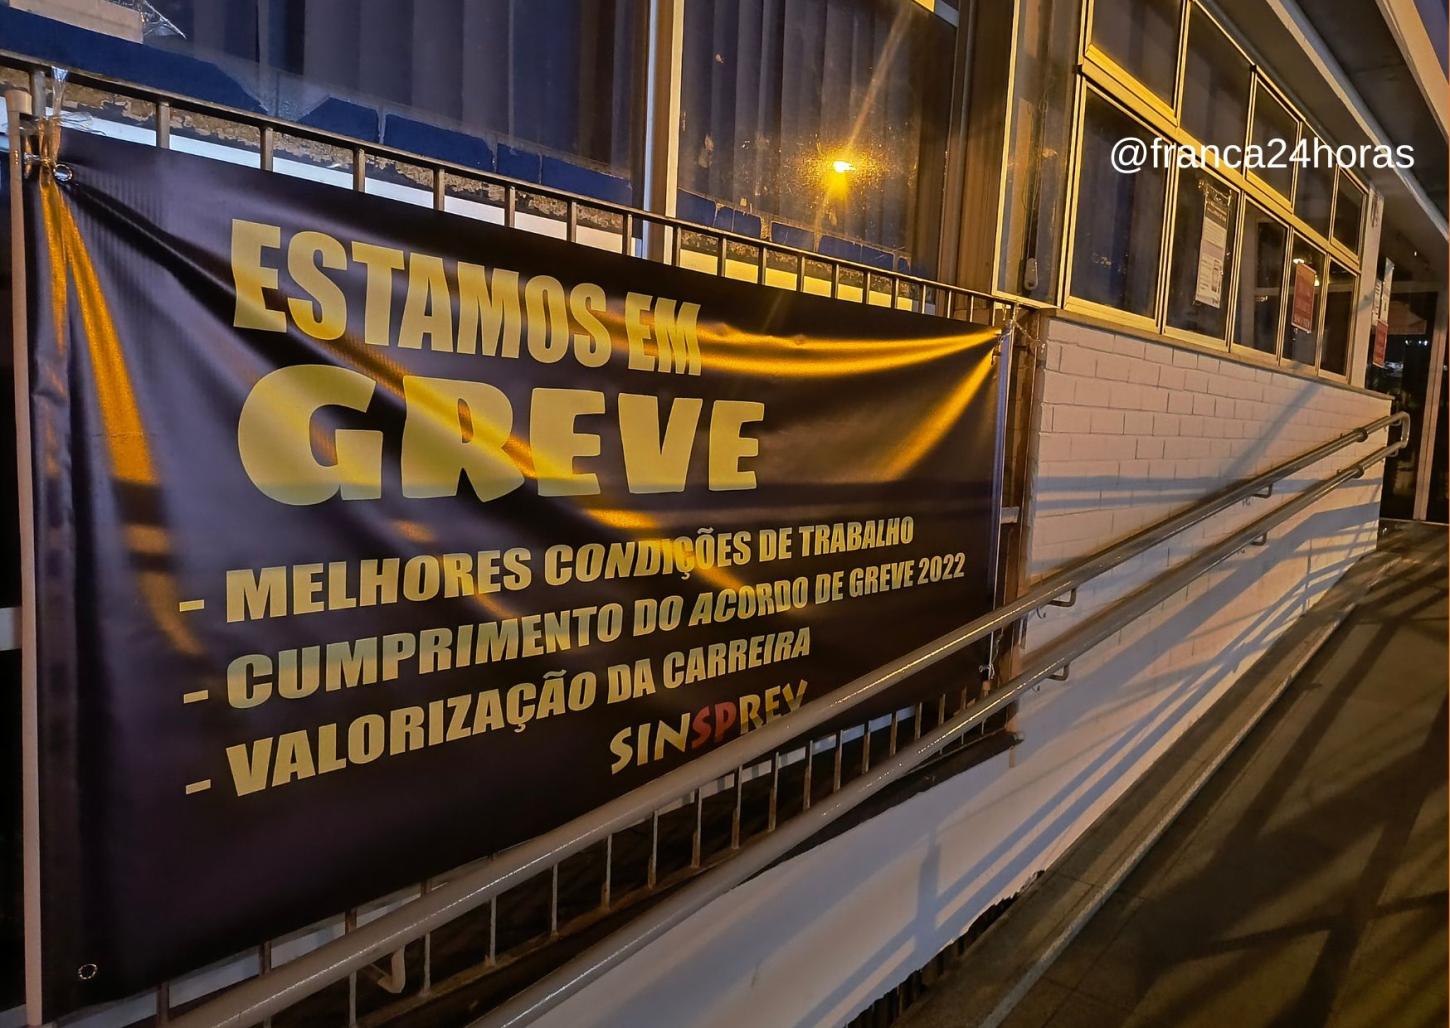 @franca24horas
ESTAMOS EM
GREVE
- MELHORES CONDIÇÕES DE TRABALHO
- CUMPRIMENTO DO ACORDO DE GREVE 2022
- VALORIZAÇÃO DA CARREIRA
SINSPREV